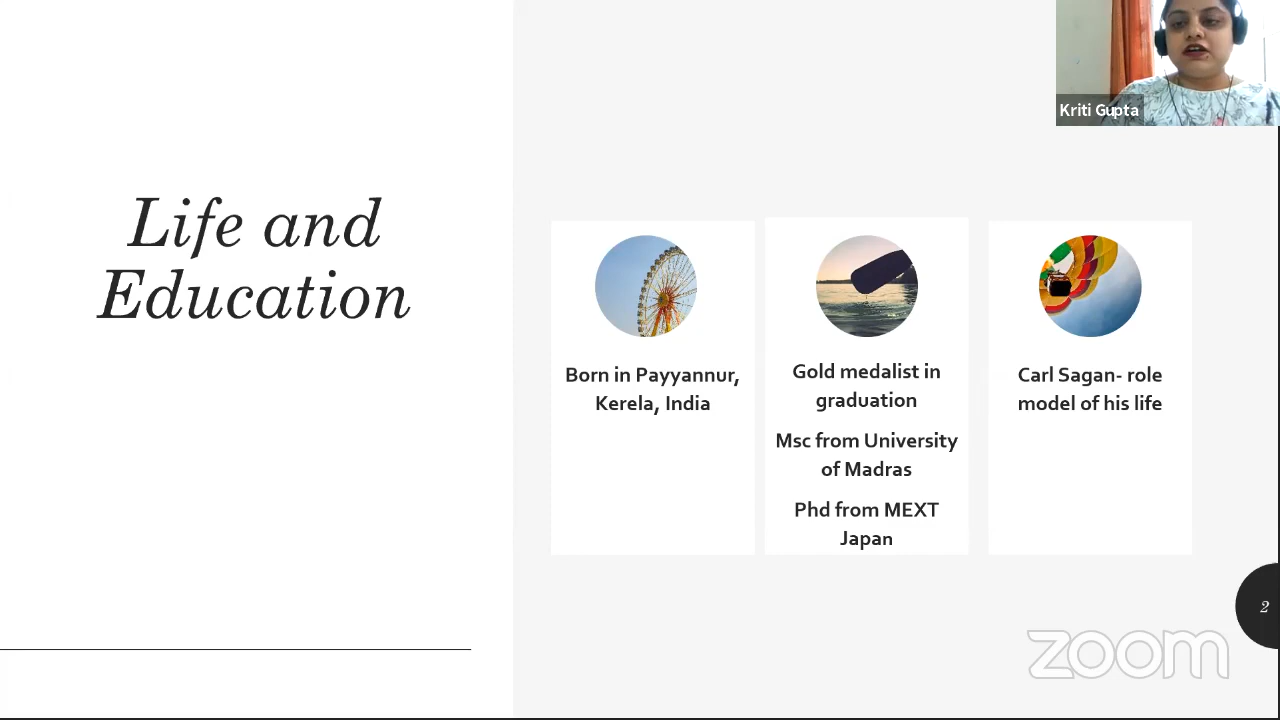 Kriti Gupta
Life and
Education
Born in Payyannur,
Kerela, India
Gold medalist in
graduation
Msc from University
of Madras
Phd from MEXT
Japan
Carl Sagan- role
model of his life
2
zoom